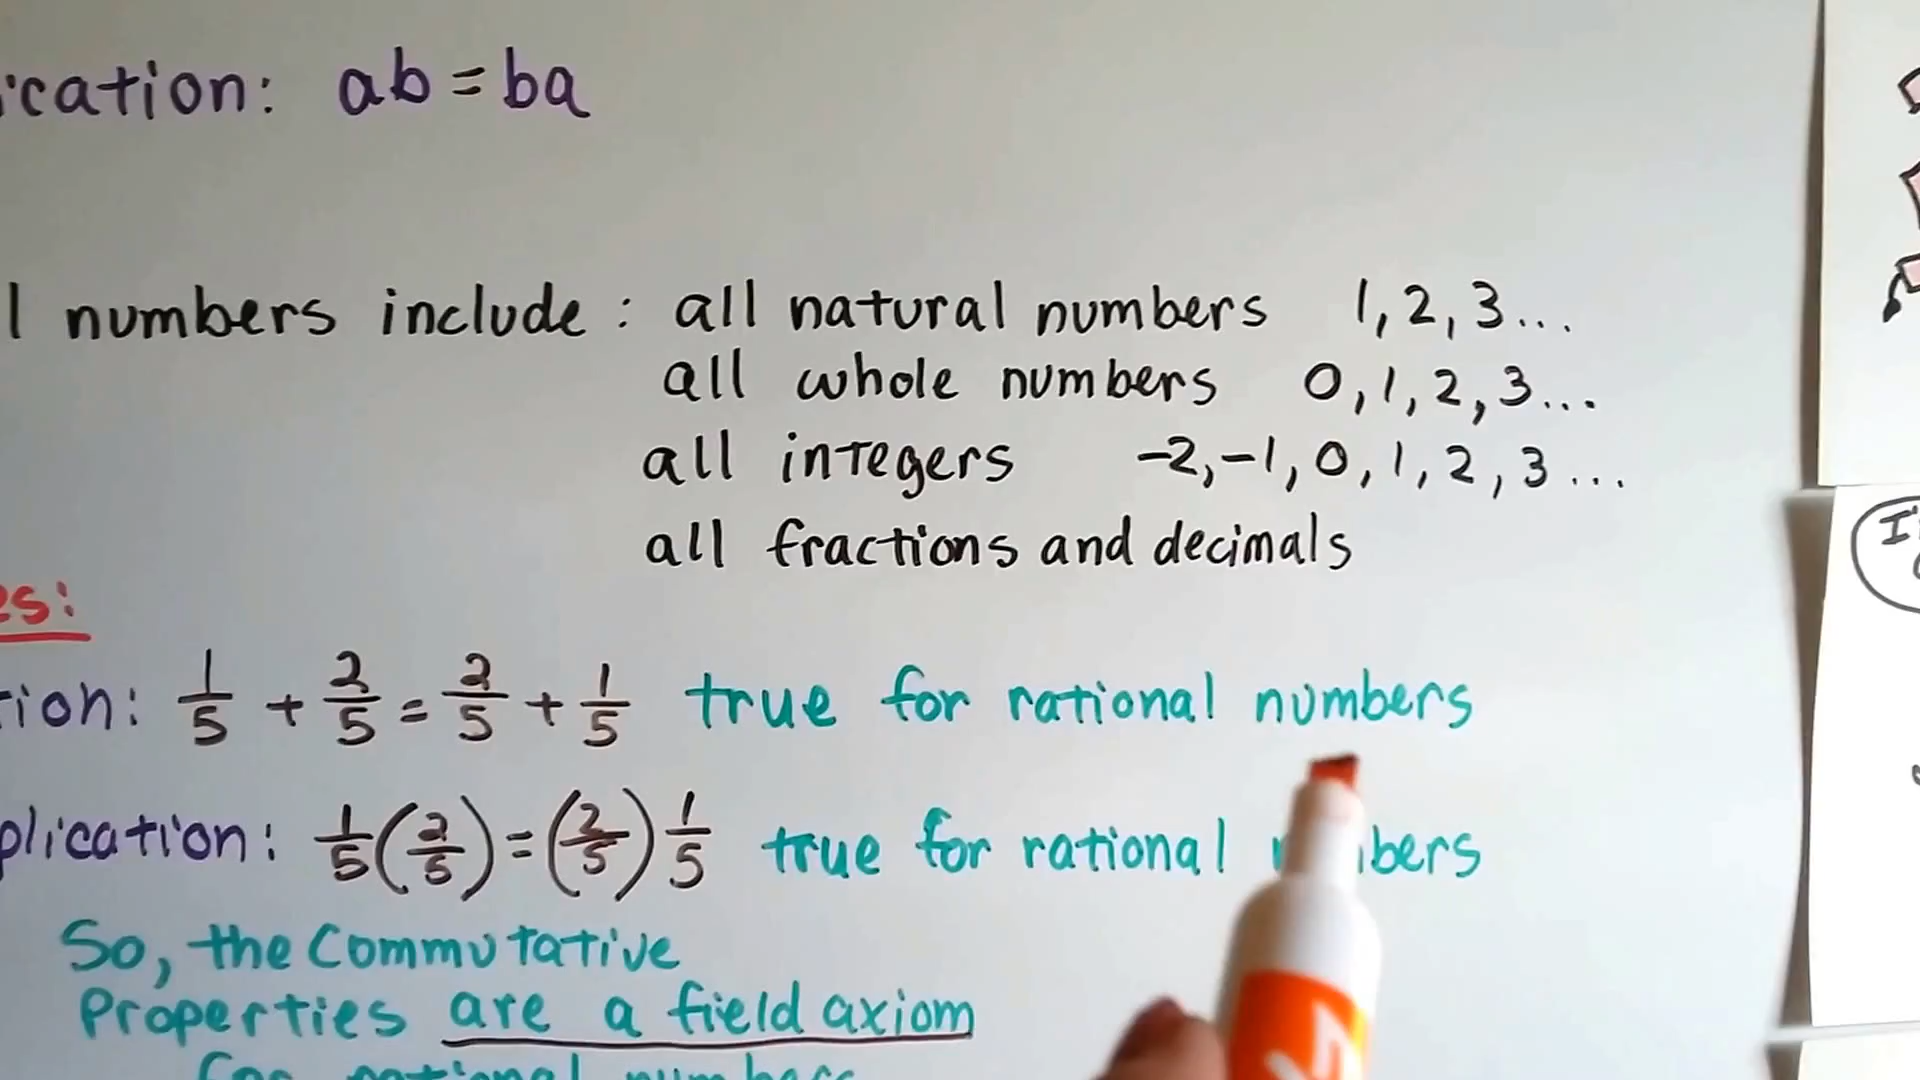 ication: ab = ba
l numbers include: all natural numbers 1, 2, 3...
all whole numbers 0, 1, 2, 3...
all integers -2, -1, 0, 1, 2, 3...
all fractions and decimals
es:
tion: 1/5 + 2/5 = 2/5 + 1/5 true for rational numbers
plication: 1/5(2/5) = (2/5)1/5 true for rational bers
So, the Commutative
Properties are a field axiom
for rational numbers